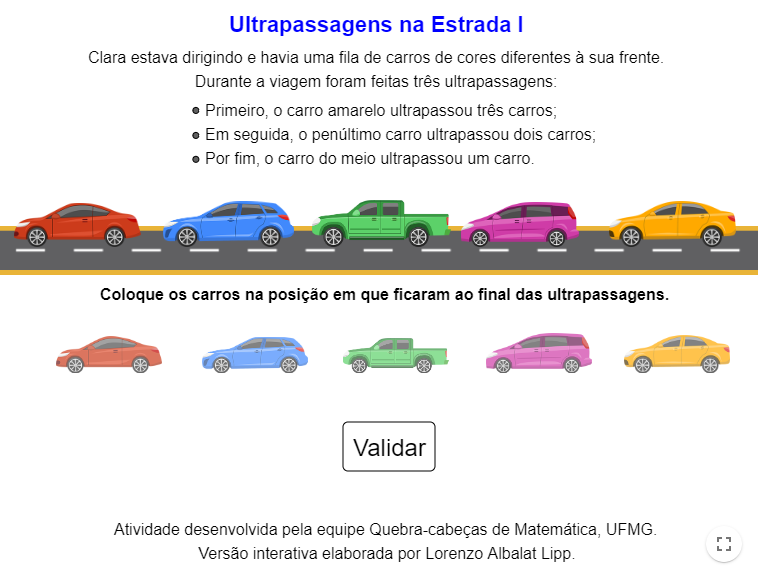 Ultrapassagens na Estrada I
Clara estava dirigindo e havia uma fila de carros de cores diferentes à sua frente.
Durante a viagem foram feitas três ultrapassagens:
● Primeiro, o carro amarelo ultrapassou três carros;
● Em seguida, o penúltimo carro ultrapassou dois carros;
● Por fim, o carro do meio ultrapassou um carro.
Coloque os carros na posição em que ficaram ao final das ultrapassagens.
Validar
Atividade desenvolvida pela equipe Quebra-cabeças de Matemática, UFMG.
Versão interativa elaborada por Lorenzo Albalat Lipp.